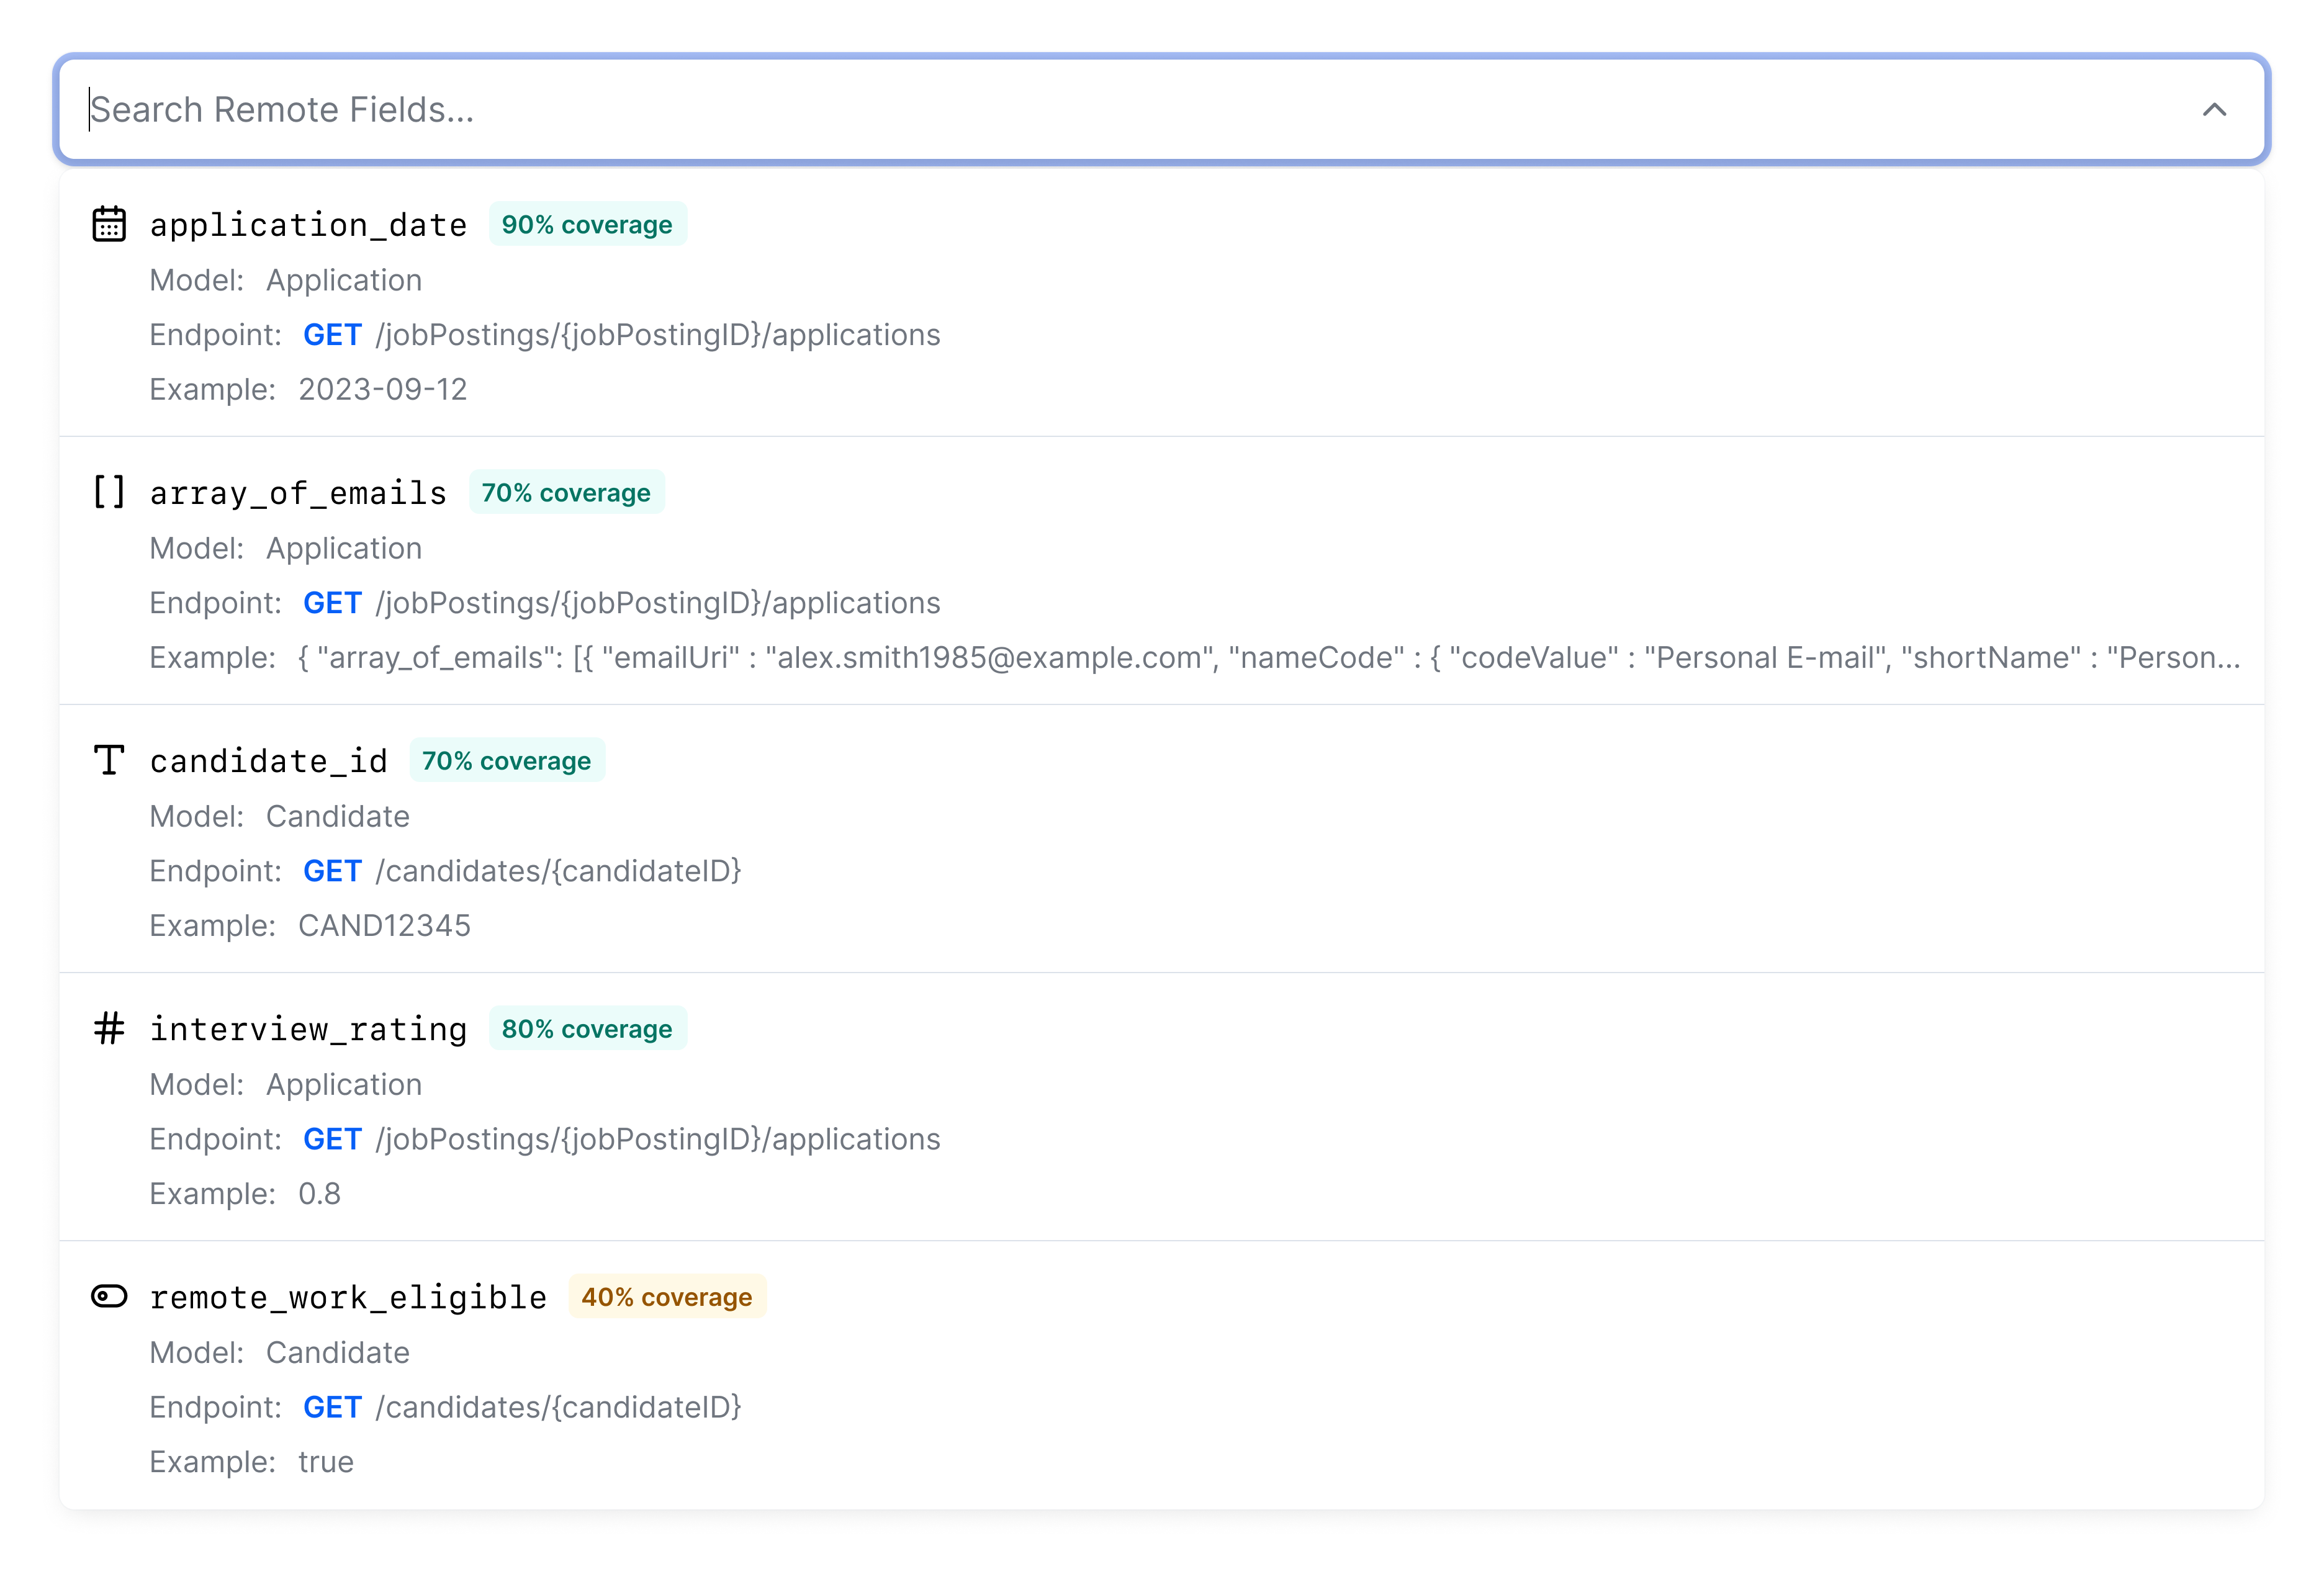 Search Remote Fields...
application_date 90% coverage
Model: Application
Endpoint: GET /jobPostings/{jobPostingID}/applications
Example: 2023-09-12
[] array_of_emails 70% coverage
Model: Application
Endpoint: GET /jobPostings/{jobPostingID}/applications
Example: { "array_of_emails": [{ "emailUri" : "alex.smith1985@example.com", "nameCode" : { "codeValue" : "Personal E-mail", "shortName" : "Person...
T candidate_id 70% coverage
Model: Candidate
Endpoint: GET /candidates/{candidateID}
Example: CAND12345
# interview_rating 80% coverage
Model: Application
Endpoint: GET /jobPostings/{jobPostingID}/applications
Example: 0.8
remote_work_eligible 40% coverage
Model: Candidate
Endpoint: GET /candidates/{candidateID}
Example: true